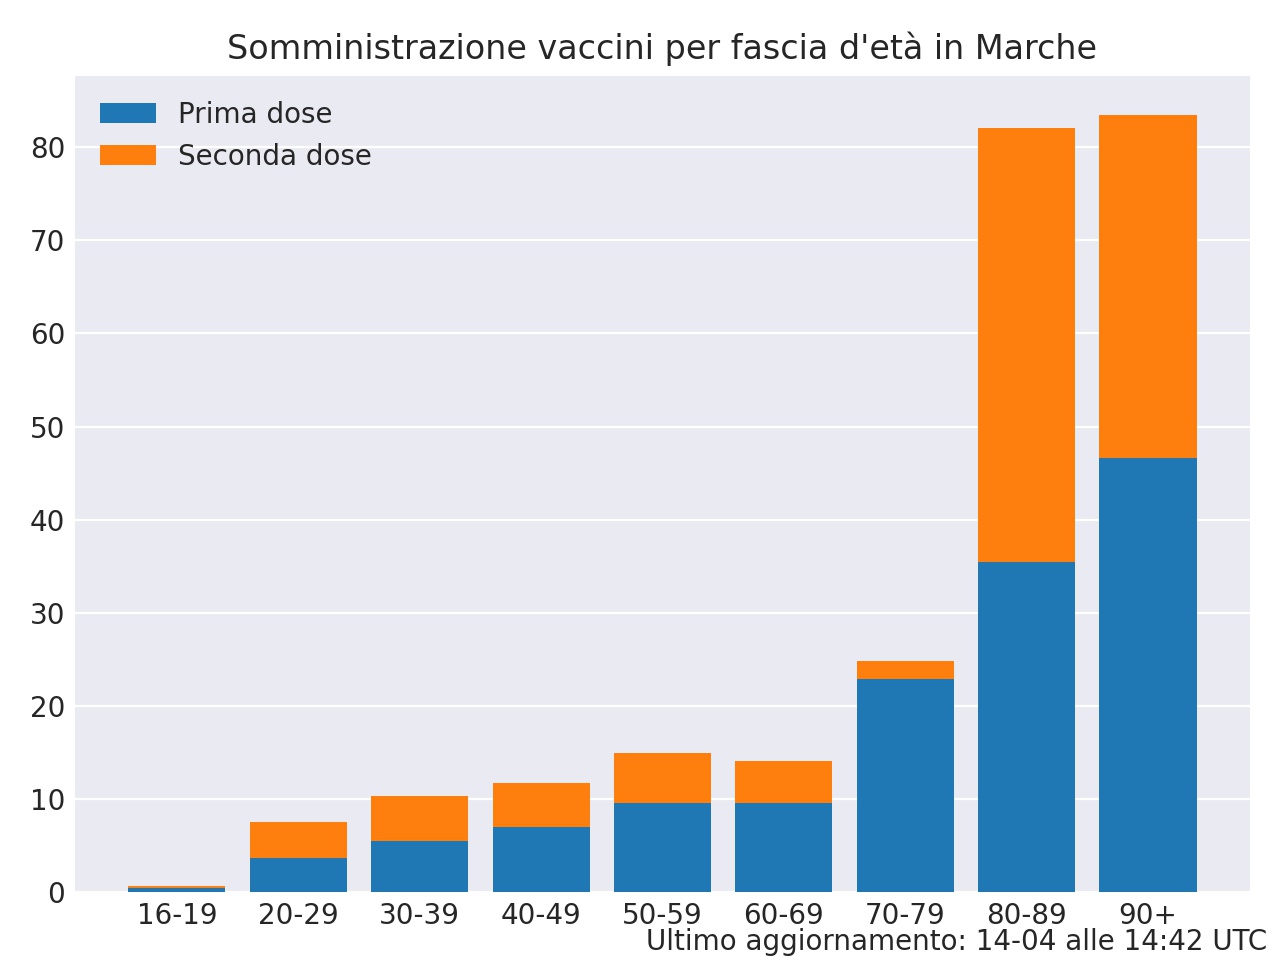 Somministrazione vaccini per fascia d'età in Marche
Prima dose
Seconda dose
80
70
60
50
40
30
20
10
0
16-19 20-29 30-39 40-49 50-59 60-69 70-79 80-89 90+
Ultimo aggiornamento: 14-04 alle 14:42 UTC